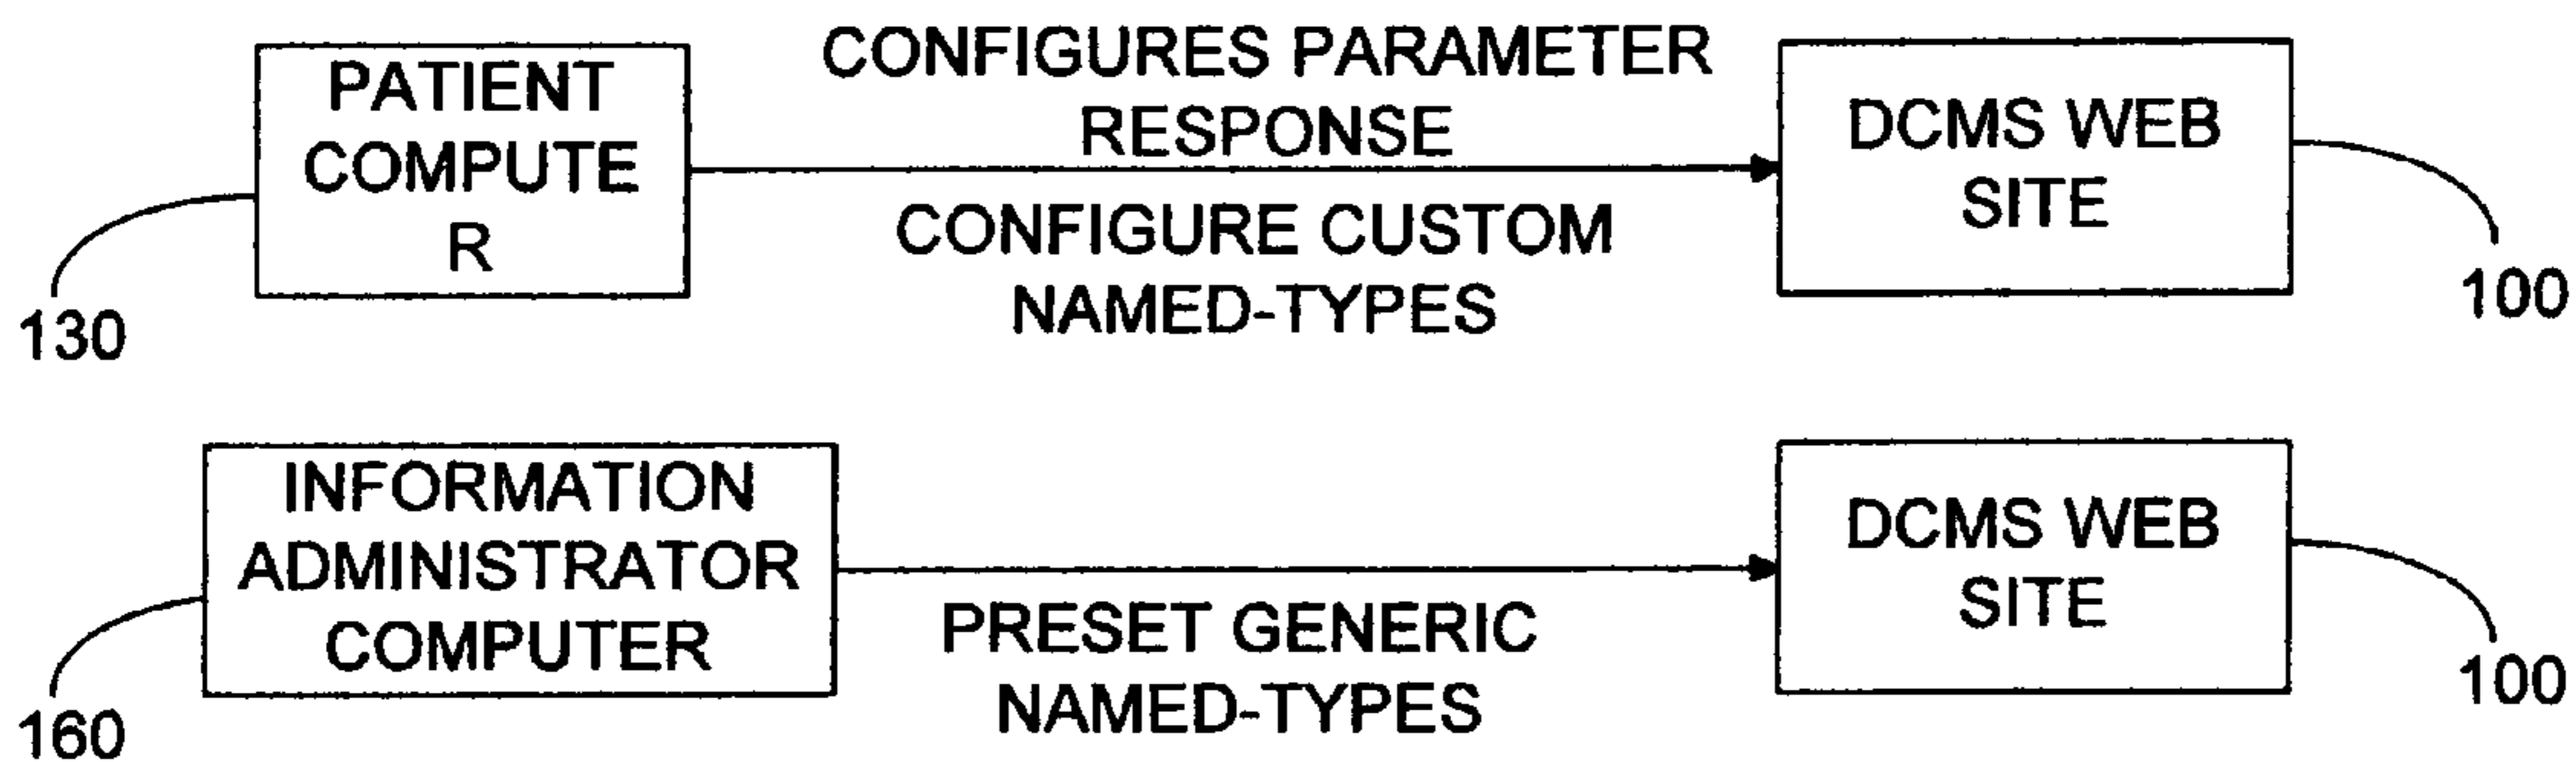 PATIENT
COMPUTE
R
CONFIGURES PARAMETER
RESPONSE
CONFIGURE CUSTOM
NAMED-TYPES
DCMS WEB
SITE
130
100
INFORMATION
ADMINISTRATOR
COMPUTER
PRESET GENERIC
NAMED-TYPES
DCMS WEB
SITE
160
100